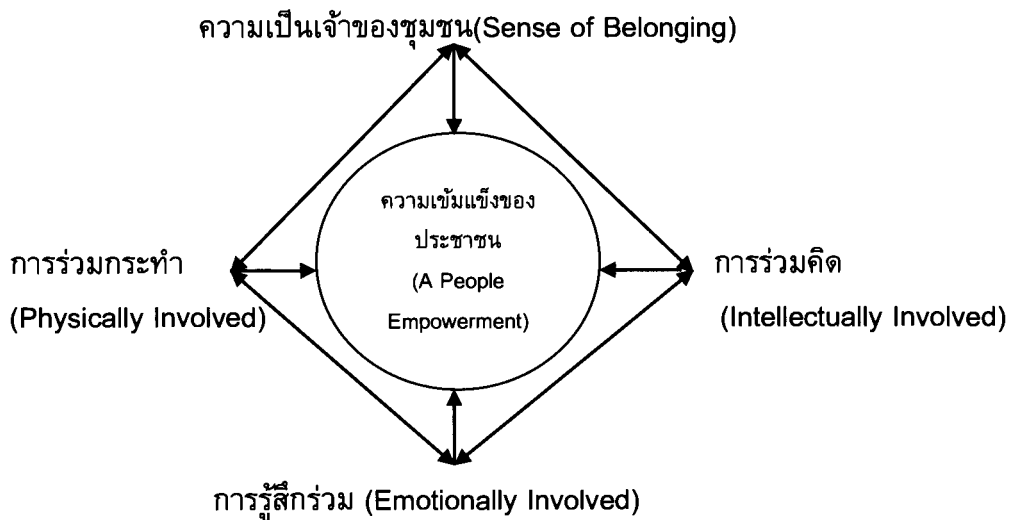 ความเป็นเจ้าของชุมชน(Sense of Belonging)
ความเข้มแข็งของ
ประชาชน
(A People
Empowerment)
การร่วมกระทำ
(Physically Involved)
การร่วมคิด
(Intellectually Involved)
การรู้สึกร่วม (Emotionally Involved)